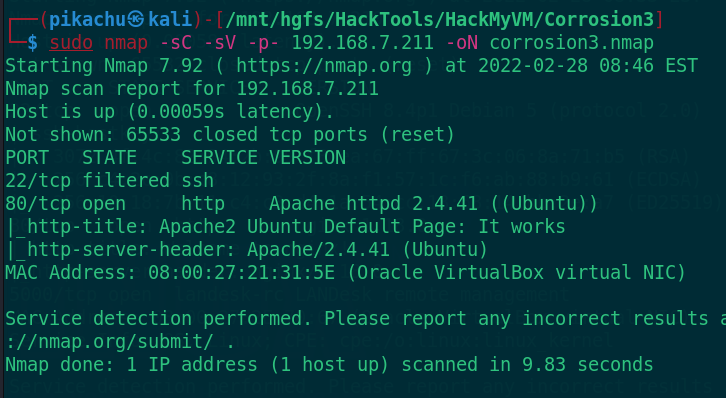 ┌──(pikachu㉿kali)-[/mnt/hgfs/HackTools/HackMyVM/Corrosion3]
└─$ sudo nmap -sC -sV -p- 192.168.7.211 -oN corrosion3.nmap
Starting Nmap 7.92 ( https://nmap.org ) at 2022-02-28 08:46 EST
Nmap scan report for 192.168.7.211
Host is up (0.00059s latency).
Not shown: 65533 closed tcp ports (reset)
PORT   STATE    SERVICE VERSION
22/tcp filtered ssh
80/tcp open     http    Apache httpd 2.4.41 ((Ubuntu))
|_http-title: Apache2 Ubuntu Default Page: It works
|_http-server-header: Apache/2.4.41 (Ubuntu)
MAC Address: 08:00:27:21:31:5E (Oracle VirtualBox virtual NIC)
Service detection performed. Please report any incorrect results a
://nmap.org/submit/ .
Nmap done: 1 IP address (1 host up) scanned in 9.83 seconds